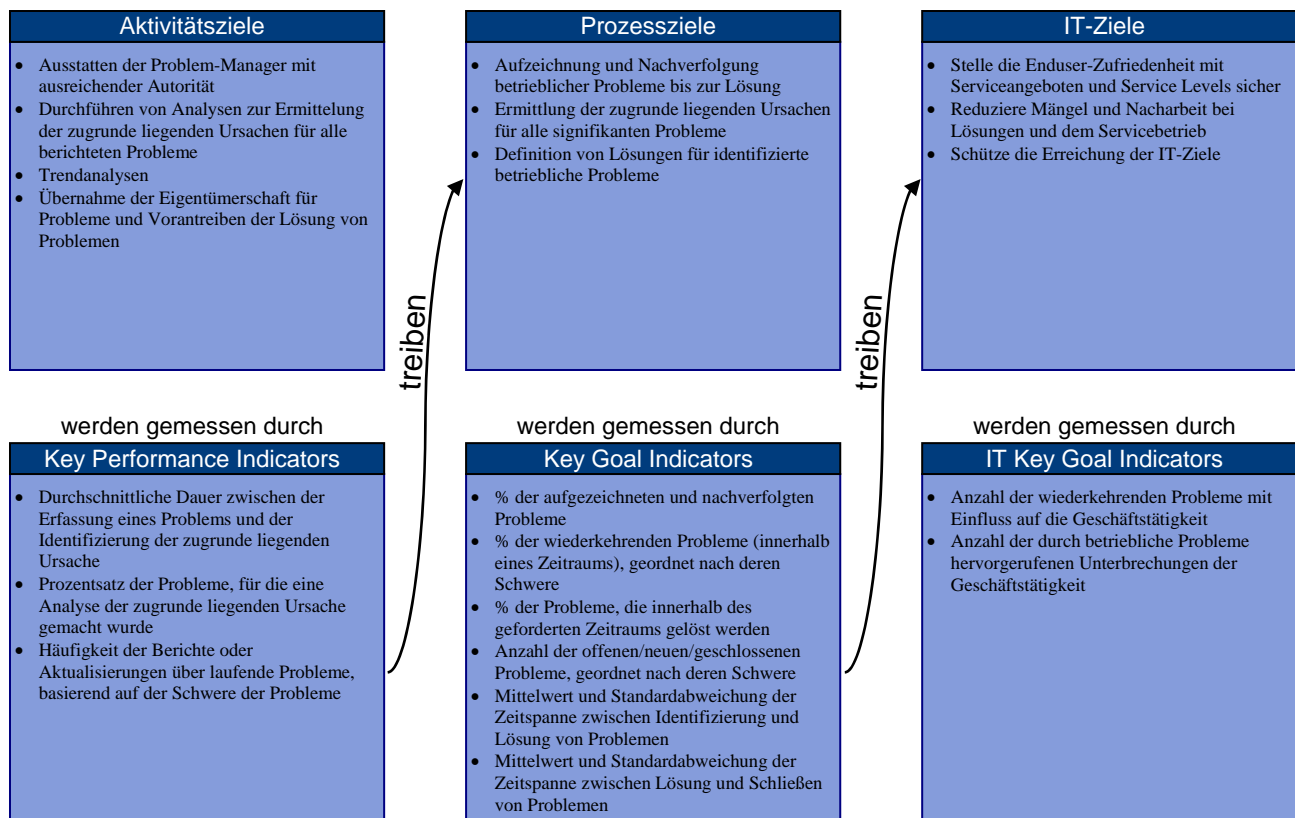 Aktivitätsziele
• Ausstatten der Problem-Manager mit
ausreichender Autorität
• Durchführen von Analysen zur Ermittelung
der zugrunde liegenden Ursachen für alle
berichteten Probleme
• Trendanalysen
• Übernahme der Eigentümerschaft für
Probleme und Vorantreiben der Lösung von
Problemen
treiben
Prozessziele
• Aufzeichnung und Nachverfolgung
betrieblicher Probleme bis zur Lösung
• Ermittlung der zugrunde liegenden Ursachen
für alle signifikanten Probleme
• Definition von Lösungen für identifizierte
betriebliche Probleme
treiben
IT-Ziele
• Stelle die Enduser-Zufriedenheit mit
Serviceangeboten und Service Levels sicher
• Reduziere Mängel und Nacharbeit bei
Lösungen und dem Servicebetrieb
• Schütze die Erreichung der IT-Ziele
werden gemessen durch
Key Performance Indicators
• Durchschnittliche Dauer zwischen der
Erfassung eines Problems und der
Identifizierung der zugrunde liegenden
Ursache
• Prozentsatz der Probleme, für die eine
Analyse der zugrunde liegenden Ursache
gemacht wurde
• Häufigkeit der Berichte oder
Aktualisierungen über laufende Probleme,
basierend auf der Schwere der Probleme
werden gemessen durch
Key Goal Indicators
• % der aufgezeichneten und nachverfolgten
Probleme
• % der wiederkehrenden Probleme (innerhalb
eines Zeitraums), geordnet nach deren
Schwere
• % der Probleme, die innerhalb des
geforderten Zeitraums gelöst werden
• Anzahl der offenen/neuen/geschlossenen
Probleme, geordnet nach deren Schwere
• Mittelwert und Standardabweichung der
Zeitspanne zwischen Identifizierung und
Lösung von Problemen
• Mittelwert und Standardabweichung der
Zeitspanne zwischen Lösung und Schließen
von Problemen
werden gemessen durch
IT Key Goal Indicators
• Anzahl der wiederkehrenden Probleme mit
Einfluss auf die Geschäftstätigkeit
• Anzahl der durch betriebliche Probleme
hervorgerufenen Unterbrechungen der
Geschäftstätigkeit